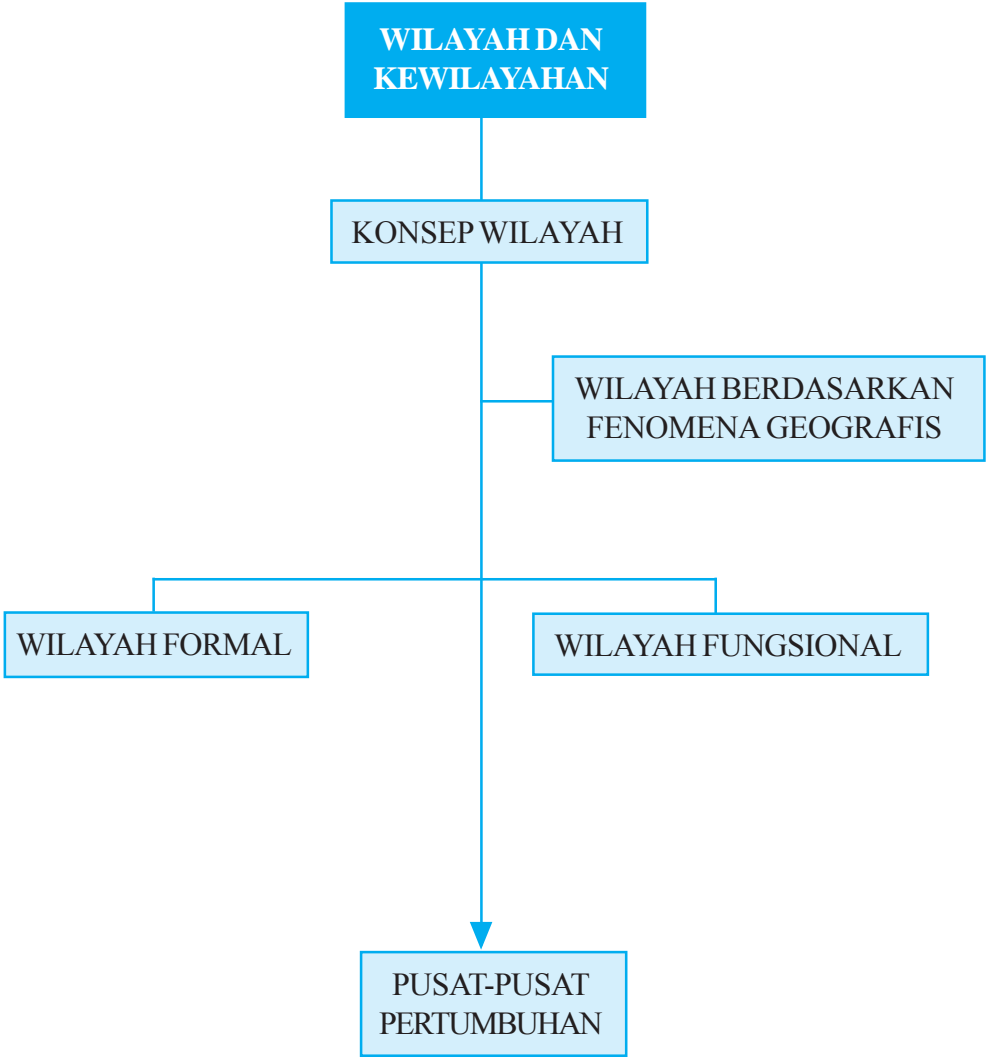 WILAYAH DAN
KEWILAYAHAN
KONSEP WILAYAH
WILAYAH BERDASARKAN
FENOMENA GEOGRAFIS
WILAYAH FORMAL
WILAYAH FUNGSIONAL
PUSAT-PUSAT
PERTUMBUHAN